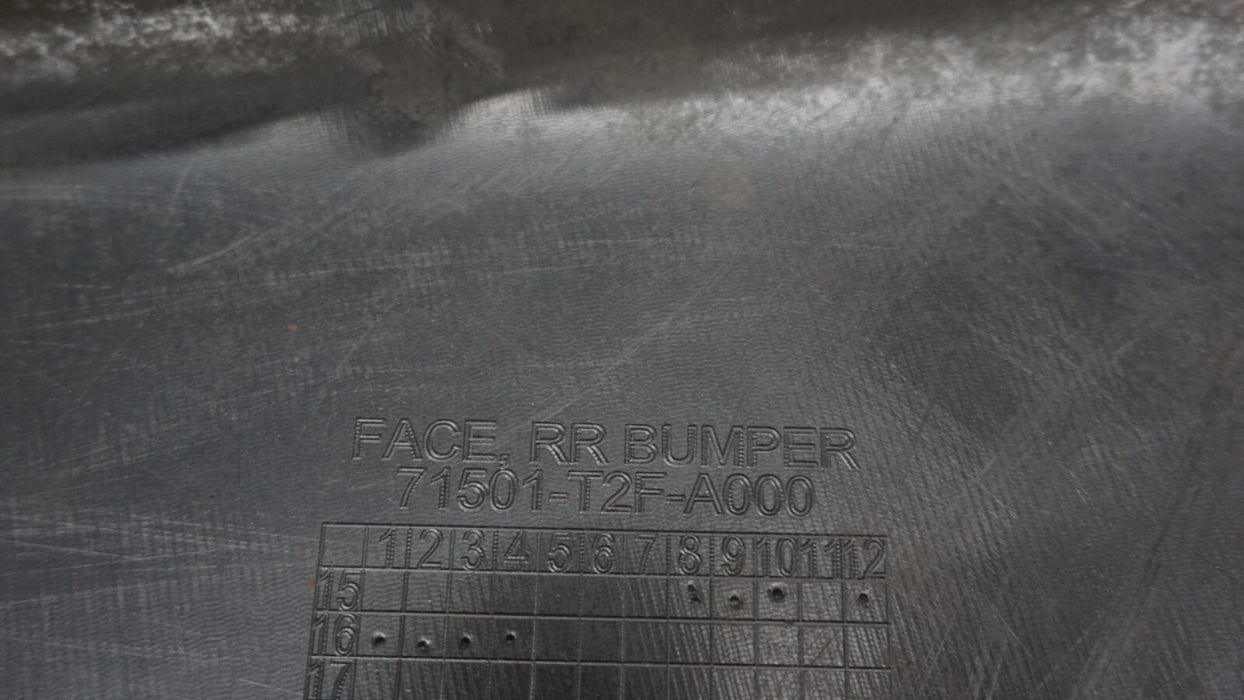 FACE, RR BUMPER
71501-T2F-A000
1 2 3 4 5 6 7 8 9 10 11 12
15
16
17